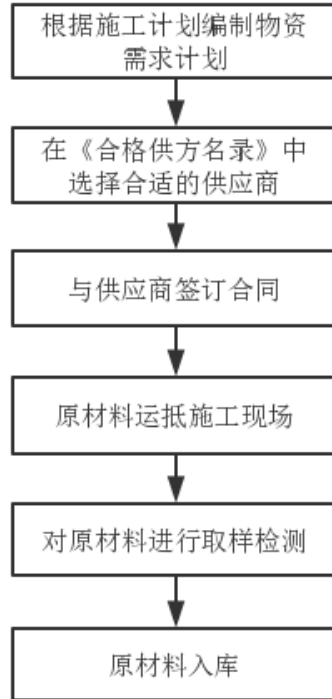 根据施工计划编制物资
需求计划
在《合格供方名录》中
选择合适的供应商
与供应商签订合同
原材料运抵施工现场
对原材料进行取样检测
原材料入库